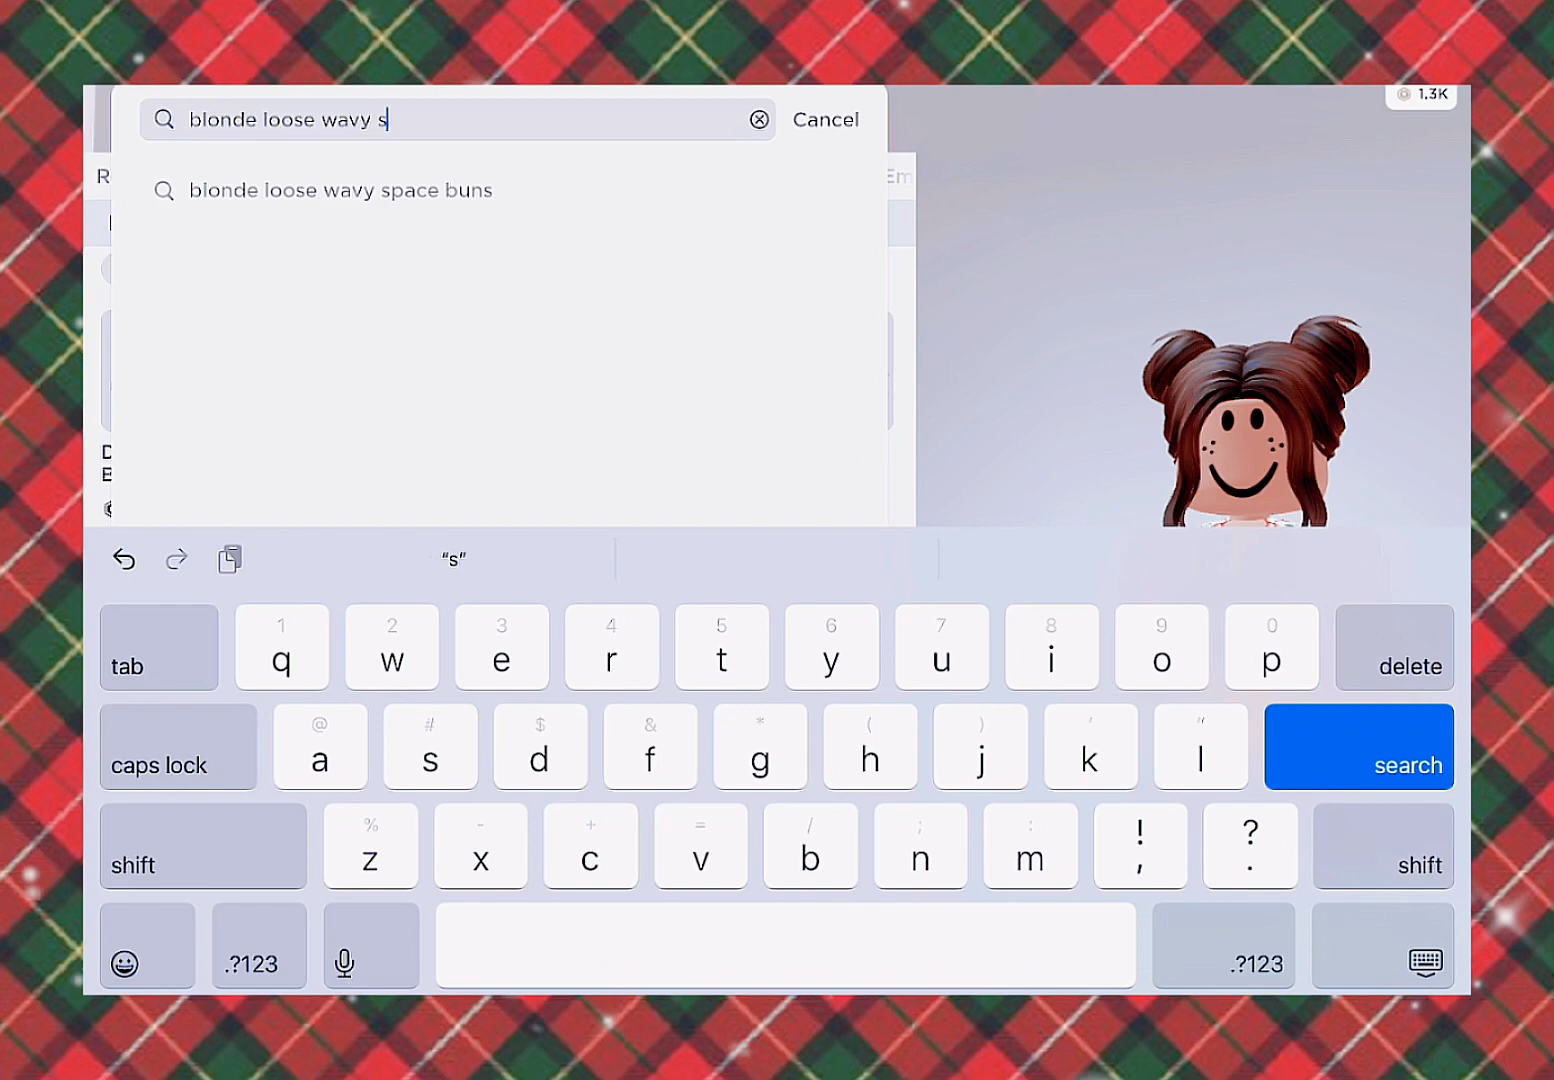 1.3K
blonde loose wavy s
Cancel
R
Em
blonde loose wavy space buns
D
E
“s”
1 2 3 4 5 6 7 8 9 0
tab q w e r t y u i o p delete
@ # $ & * ( ) ' "
caps lock a s d f g h j k l search
% - + = / ; : ! ?
shift z x c v b n m , . shift
.?123 .?123